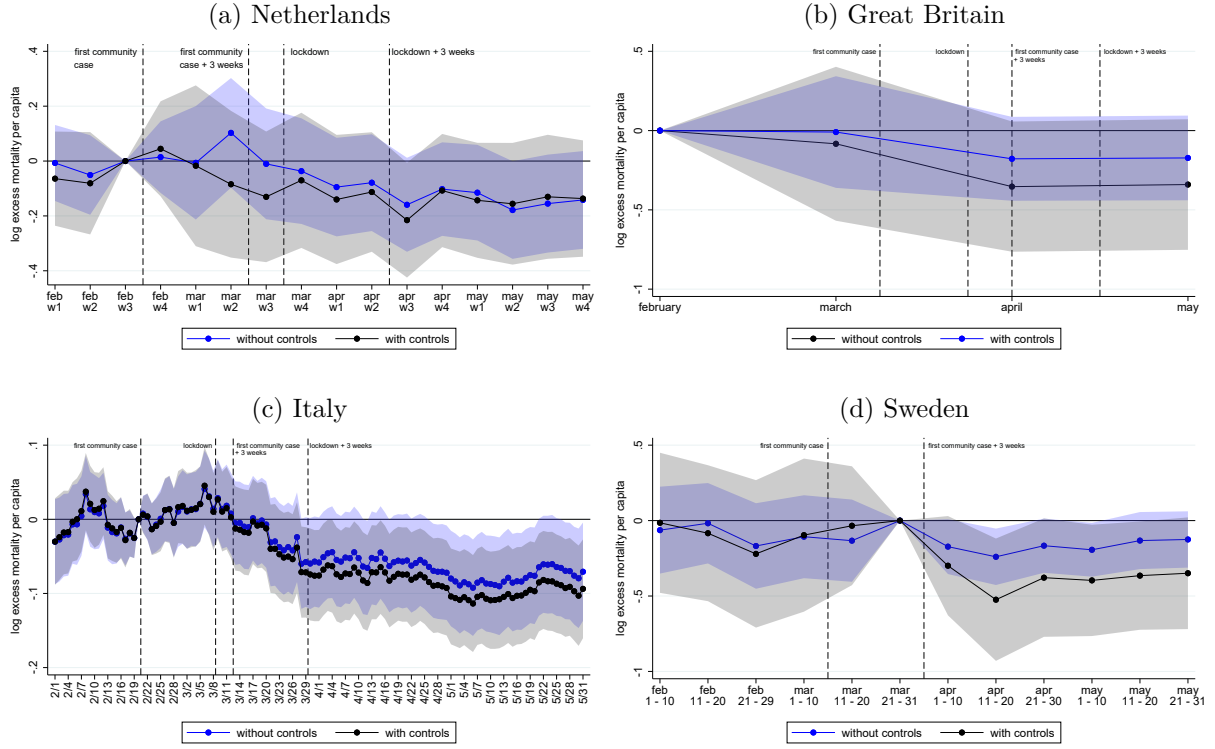 (a) Netherlands
log excess mortality per capita
.4
.2
0
-.2
-.4
first community
case
first community
case + 3 weeks
lockdown
lockdown + 3 weeks
feb
w1
feb
w2
feb
w3
feb
w4
mar
w1
mar
w2
mar
w3
mar
w4
apr
w1
apr
w2
apr
w3
apr
w4
may
w1
may
w2
may
w3
may
w4
without controls
with controls
(b) Great Britain
log excess mortality per capita
.5
0
-.5
-1
first community case
lockdown
first community case
+ 3 weeks
lockdown + 3 weeks
february
march
april
may
without controls
with controls
(c) Italy
log excess mortality per capita
.1
0
-.1
-.2
first community case
lockdown
first community case
+ 3 weeks
lockdown + 3 weeks
2/1
2/4
2/7
2/10
2/13
2/16
2/19
2/22
2/25
2/28
3/2
3/5
3/8
3/11
3/14
3/17
3/20
3/23
3/26
3/29
4/1
4/4
4/7
4/10
4/13
4/16
4/19
4/22
4/25
4/28
5/1
5/4
5/7
5/10
5/13
5/16
5/19
5/22
5/25
5/28
5/31
without controls
with controls
(d) Sweden
log excess mortality per capita
.5
0
-.5
-1
first community case
first community case + 3 weeks
feb
1 - 10
feb
11 - 20
feb
21 - 29
mar
1 - 10
mar
11 - 20
mar
21 - 31
apr
1 - 10
apr
11 - 20
apr
21 - 30
may
1 - 10
may
11 - 20
may
21 - 31
without controls
with controls